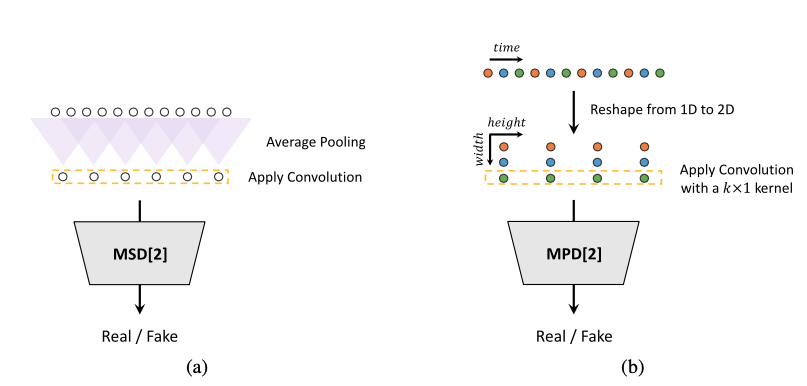 Average Pooling
Apply Convolution
MSD[2]
Real / Fake
(a)
time
Reshape from 1D to 2D
height
width
Apply Convolution
with a k×1 kernel
MPD[2]
Real / Fake
(b)